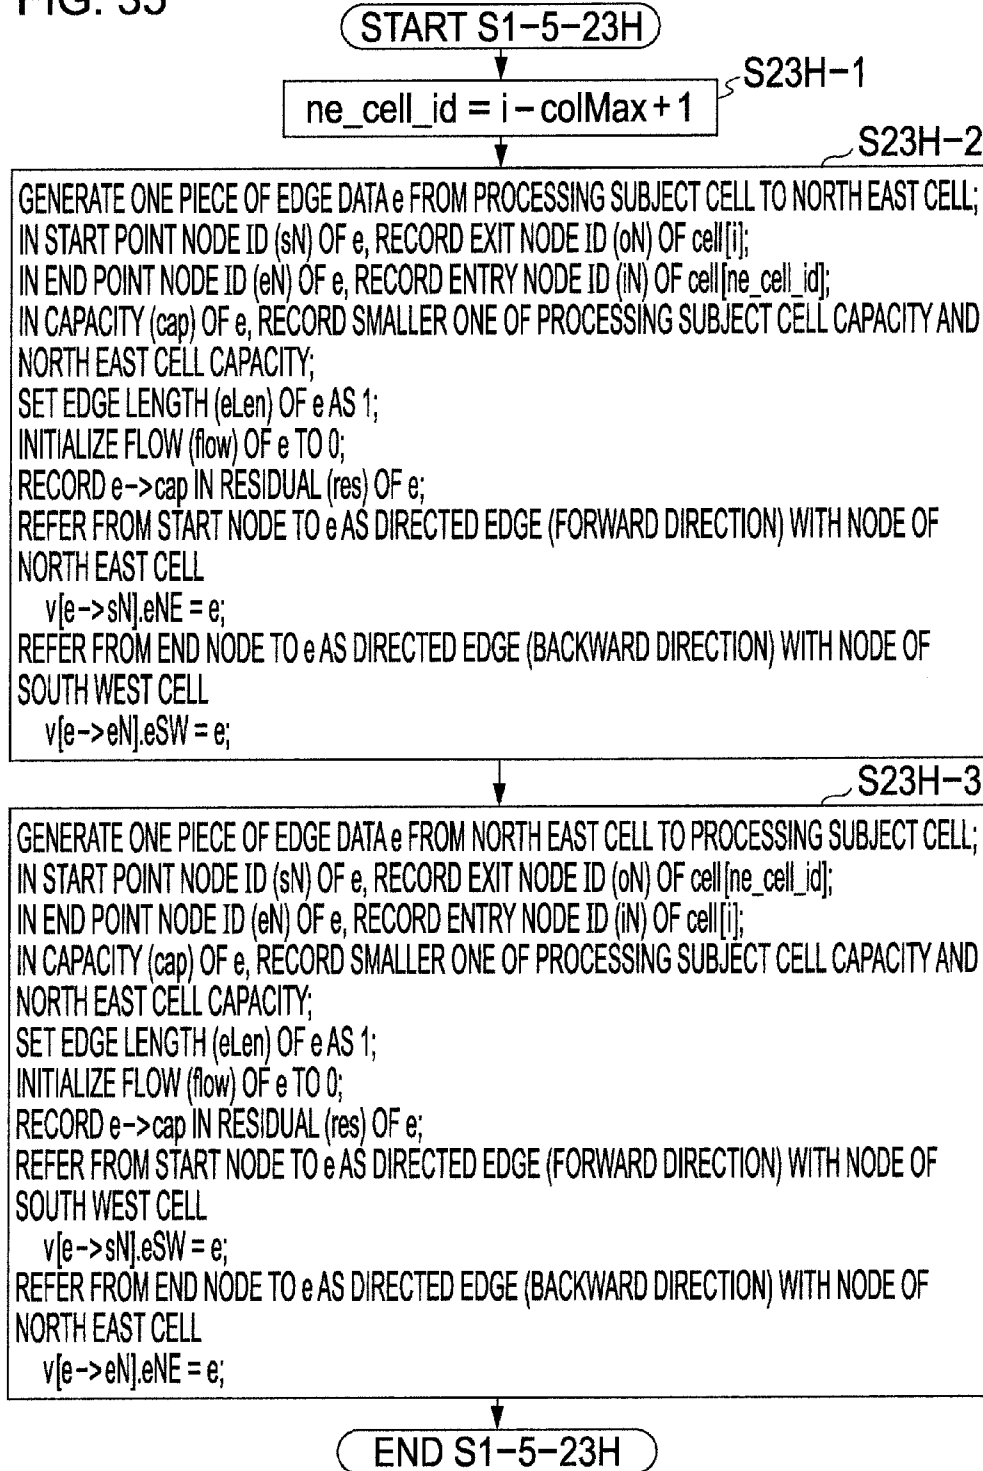 FIG. 35
START S1-5-23H
S23H-1
ne_cell_id = i-colMax+1
S23H-2
GENERATE ONE PIECE OF EDGE DATA e FROM PROCESSING SUBJECT CELL TO NORTH EAST CELL;
IN START POINT NODE ID (sN) OF e, RECORD EXIT NODE ID (oN) OF cell[i];
IN END POINT NODE ID (eN) OF e, RECORD ENTRY NODE ID (iN) OF cell[ne_cell_id];
IN CAPACITY (cap) OF e, RECORD SMALLER ONE OF PROCESSING SUBJECT CELL CAPACITY AND
NORTH EAST CELL CAPACITY;
SET EDGE LENGTH (eLen) OF e AS 1;
INITIALIZE FLOW (flow) OF e TO 0;
RECORD e->cap IN RESIDUAL (res) OF e;
REFER FROM START NODE TO e AS DIRECTED EDGE (FORWARD DIRECTION) WITH NODE OF
NORTH EAST CELL
v[e->sN].eNE = e;
REFER FROM END NODE TO e AS DIRECTED EDGE (BACKWARD DIRECTION) WITH NODE OF
SOUTH WEST CELL
v[e->eN].eSW = e;
S23H-3
GENERATE ONE PIECE OF EDGE DATA e FROM NORTH EAST CELL TO PROCESSING SUBJECT CELL;
IN START POINT NODE ID (sN) OF e, RECORD EXIT NODE ID (oN) OF cell[ne_cell_id];
IN END POINT NODE ID (eN) OF e, RECORD ENTRY NODE ID (iN) OF cell[i];
IN CAPACITY (cap) OF e, RECORD SMALLER ONE OF PROCESSING SUBJECT CELL CAPACITY AND
NORTH EAST CELL CAPACITY;
SET EDGE LENGTH (eLen) OF e AS 1;
INITIALIZE FLOW (flow) OF e TO 0;
RECORD e->cap IN RESIDUAL (res) OF e;
REFER FROM START NODE TO e AS DIRECTED EDGE (FORWARD DIRECTION) WITH NODE OF
SOUTH WEST CELL
v[e->sN].eSW = e;
REFER FROM END NODE TO e AS DIRECTED EDGE (BACKWARD DIRECTION) WITH NODE OF
NORTH EAST CELL
v[e->eN].eNE = e;
END S1-5-23H